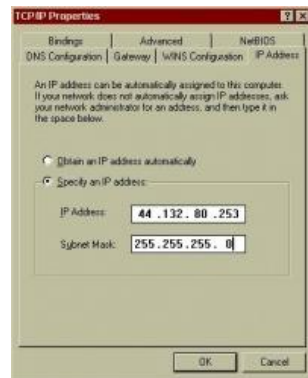 TCP/IP Properties
Bindings Advanced NetBIOS
DNS Configuration Gateway WINS Configuration IP Address
An IP address can be automatically assigned to this computer.
If your network does not automatically assign IP addresses, ask
your network administrator for an address, and then type it in
the space below.
Obtain an IP address automatically
Specify an IP address:
IP Address: 44 .132. 80 .253
Subnet Mask: 255.255.255. 0
OK Cancel